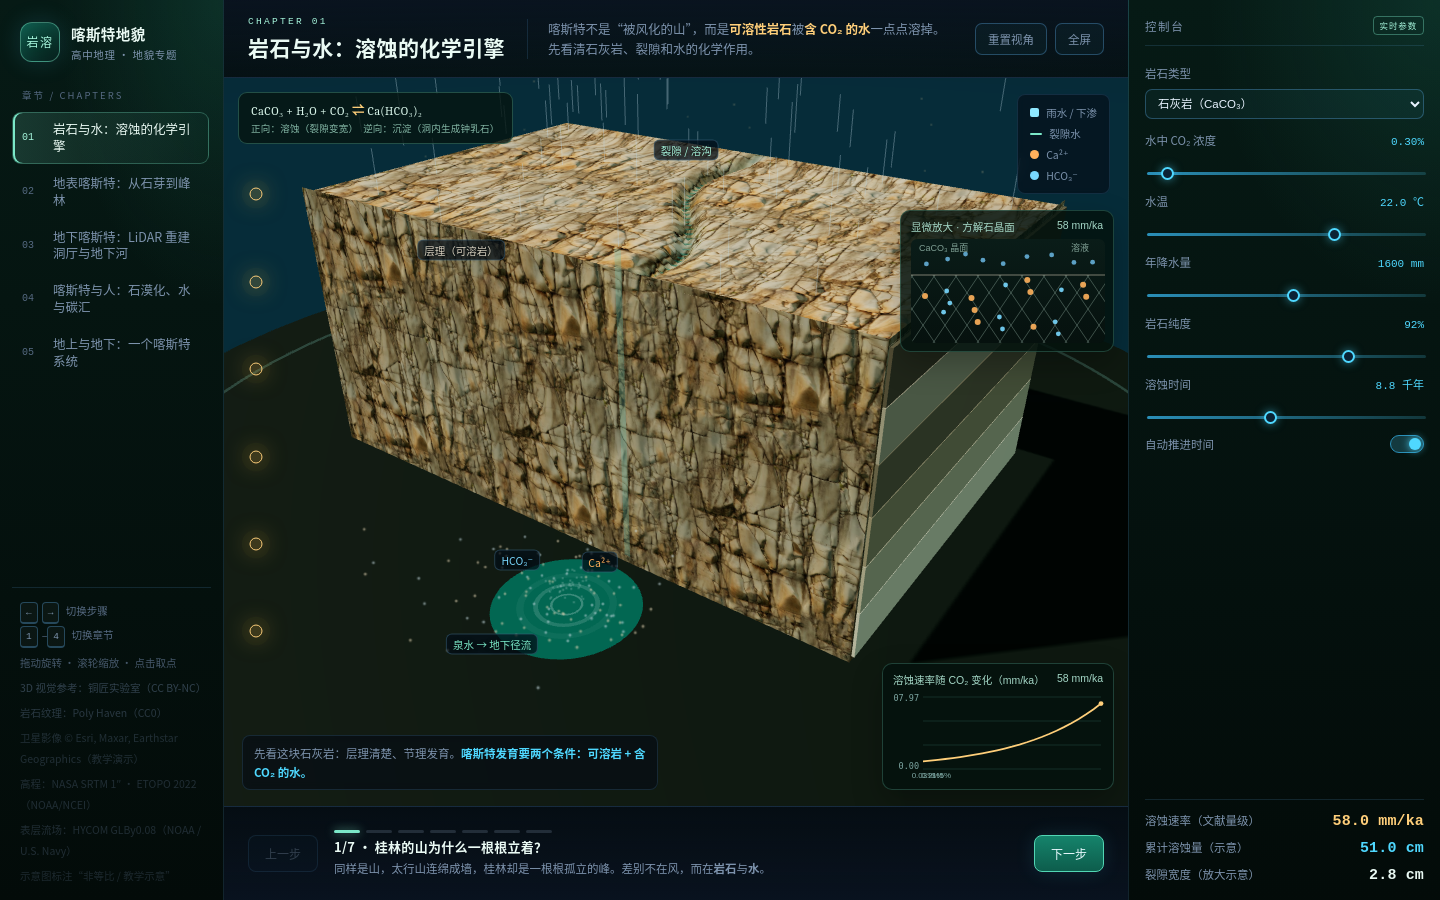 岩溶
喀斯特地貌
高中地理 · 地貌专题
章节 / CHAPTERS
01 岩石与水：溶蚀的化学引
擎
02 地表喀斯特：从石芽到峰
林
03 地下喀斯特：LiDAR 重建
洞厅与地下河
04 喀斯特与人：石漠化、水
与碳汇
05 地上与地下：一个喀斯特
系统
← → 切换步骤
1 – 4 切换章节
拖动旋转 · 滚轮缩放 · 点击取点
3D 视觉参考：铜匠实验室（CC BY-NC）
岩石纹理：Poly Haven（CC0）
卫星影像 © Esri, Maxar, Earthstar
Geographics（教学演示）
高程：NASA SRTM 1″ · ETOPO 2022
（NOAA/NCEI）
表层流场：HYCOM GLBy0.08（NOAA /
U.S. Navy）
示意图标注“非等比 / 教学示意”
CHAPTER 01
岩石与水：溶蚀的化学引擎
喀斯特不是“被风化的山”，而是可溶性岩石被含 CO₂ 的水一点点溶掉。
先看清石灰岩、裂隙和水的化学作用。
重置视角
全屏
CaCO₃ + H₂O + CO₂ ⇌ Ca(HCO₃)₂
正向：溶蚀（裂隙变宽） 逆向：沉淀（洞内生成钟乳石）
裂隙 / 溶沟
层理（可溶岩）
雨水 / 下渗
裂隙水
Ca²⁺
HCO₃⁻
显微放大 · 方解石晶面 58 mm/ka
CaCO₃ 晶面 溶液
HCO₃⁻
Ca²⁺
泉水 → 地下径流
溶蚀速率随 CO₂ 变化（mm/ka） 58 mm/ka
07.97
0.00
先看这块石灰岩：层理清楚、节理发育。喀斯特发育要两个条件：可溶岩 + 含
CO₂ 的水。
上一步
1/7 · 桂林的山为什么一根根立着？
同样是山，太行山连绵成墙，桂林却是一根根孤立的峰。差别不在风，而在岩石与水。
下一步
控制台
实时参数
岩石类型
石灰岩（CaCO₃）
水中 CO₂ 浓度 0.30%
水温 22.0 ℃
年降水量 1600 mm
岩石纯度 92%
溶蚀时间 8.8 千年
自动推进时间
溶蚀速率（文献量级） 58.0 mm/ka
累计溶蚀量（示意） 51.0 cm
裂隙宽度（放大示意） 2.8 cm